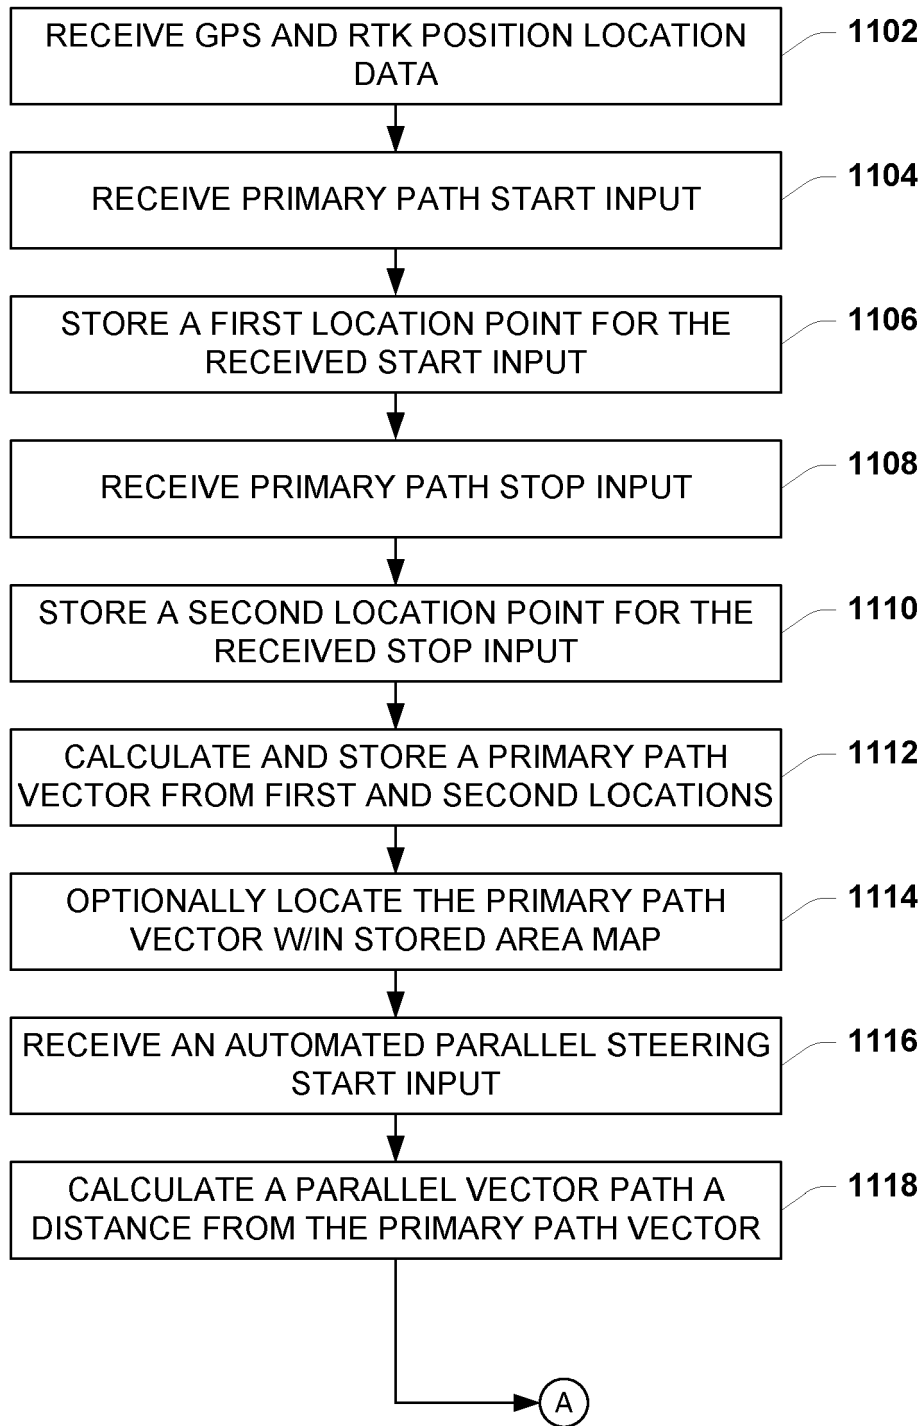 RECEIVE GPS AND RTK POSITION LOCATION
DATA
1102
RECEIVE PRIMARY PATH START INPUT
1104
STORE A FIRST LOCATION POINT FOR THE
RECEIVED START INPUT
1106
RECEIVE PRIMARY PATH STOP INPUT
1108
STORE A SECOND LOCATION POINT FOR THE
RECEIVED STOP INPUT
1110
CALCULATE AND STORE A PRIMARY PATH
VECTOR FROM FIRST AND SECOND LOCATIONS
1112
OPTIONALLY LOCATE THE PRIMARY PATH
VECTOR W/IN STORED AREA MAP
1114
RECEIVE AN AUTOMATED PARALLEL STEERING
START INPUT
1116
CALCULATE A PARALLEL VECTOR PATH A
DISTANCE FROM THE PRIMARY PATH VECTOR
1118
A